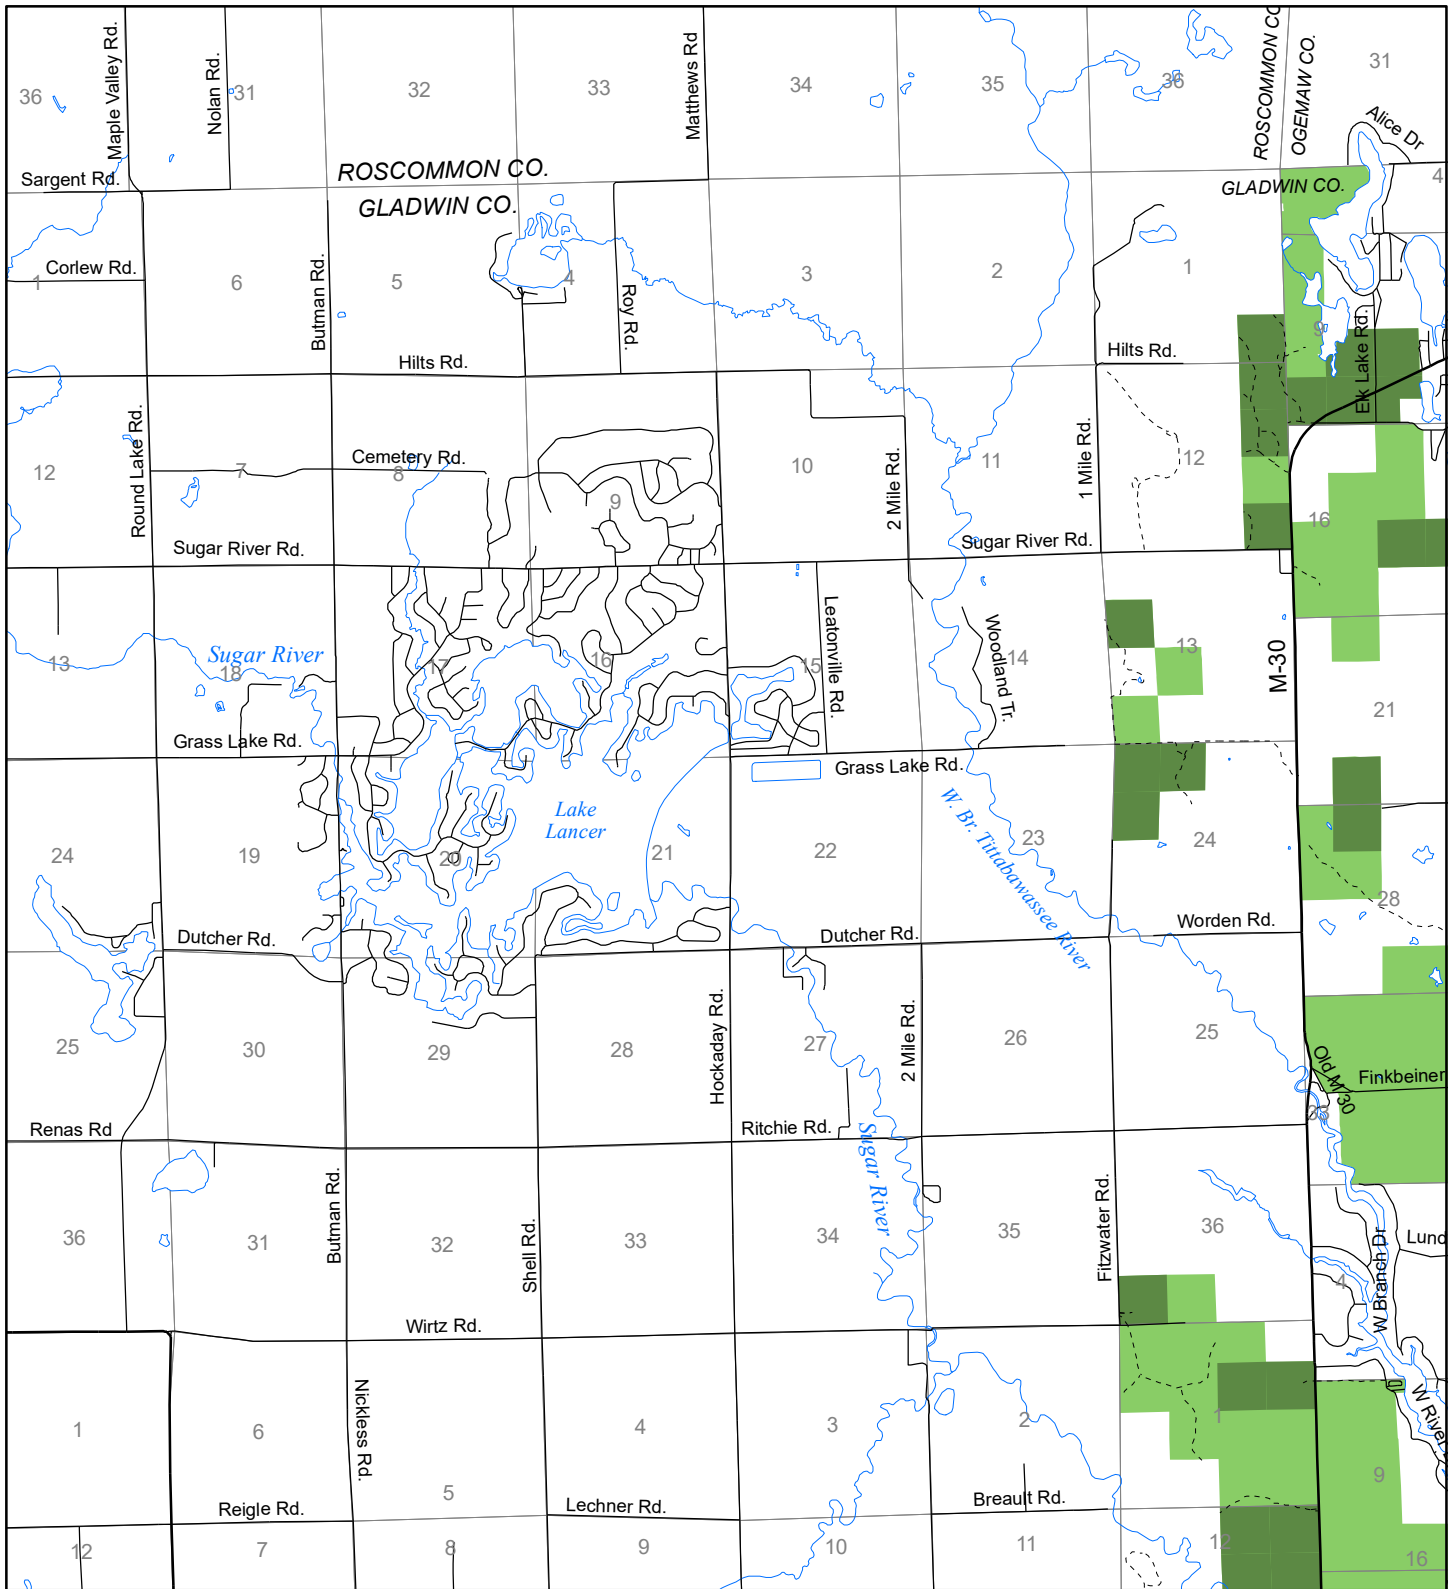 Maple Valley Rd.
Nolan Rd.
Matthews Rd
ROSCOMMON CO
OGEMAW CO.
31
36
31
32
33
34
35
36
Alice Dr
Sargent Rd.
ROSCOMMON CO.
GLADWIN CO.
GLADWIN CO.
4
Corlew Rd.
1
6
Butman Rd.
5
4
Roy Rd.
3
2
1
9
Elk Lake Rd.
Hilts Rd.
Hilts Rd.
Round Lake Rd.
12
7
Cemetery Rd.
8
9
10
2 Mile Rd.
11
1 Mile Rd.
12
16
Sugar River Rd.
Sugar River Rd.
13
Sugar River
18
17
16
15
Leatonville Rd.
Woodland Tr.
14
13
M-30
21
Grass Lake Rd.
Grass Lake Rd.
Lake
Lancer
W. Br. Tittabawassee River
24
19
20
21
22
23
24
28
Dutcher Rd.
Dutcher Rd.
Worden Rd.
25
30
29
28
Hockaday Rd.
27
2 Mile Rd.
26
25
Old M 30
Finkbeiner
33
Renas Rd
Ritchie Rd.
Sugar River
36
31
Butman Rd.
32
Shell Rd.
33
34
35
Fitzwater Rd.
36
4
W Branch Dr
Lund
Wirtz Rd.
1
6
Nickless Rd.
5
4
3
2
1
9
W River
Reigle Rd.
Lechner Rd.
Breault Rd.
12
7
8
9
10
11
12
16